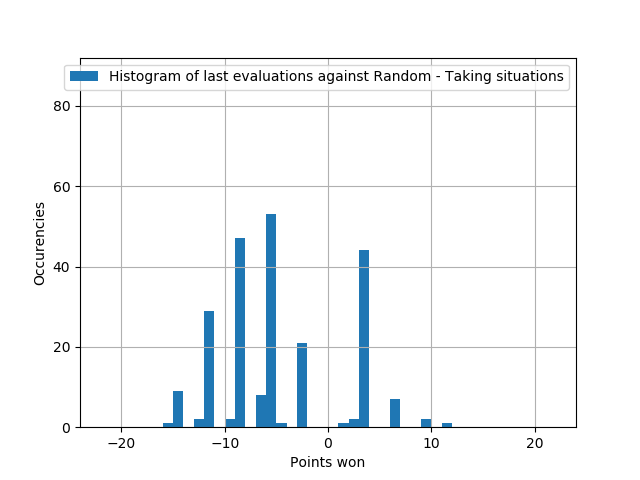 Histogram of last evaluations against Random - Taking situations
80
60
40
20
0
Occurencies
−20 −10 0 10 20
Points won